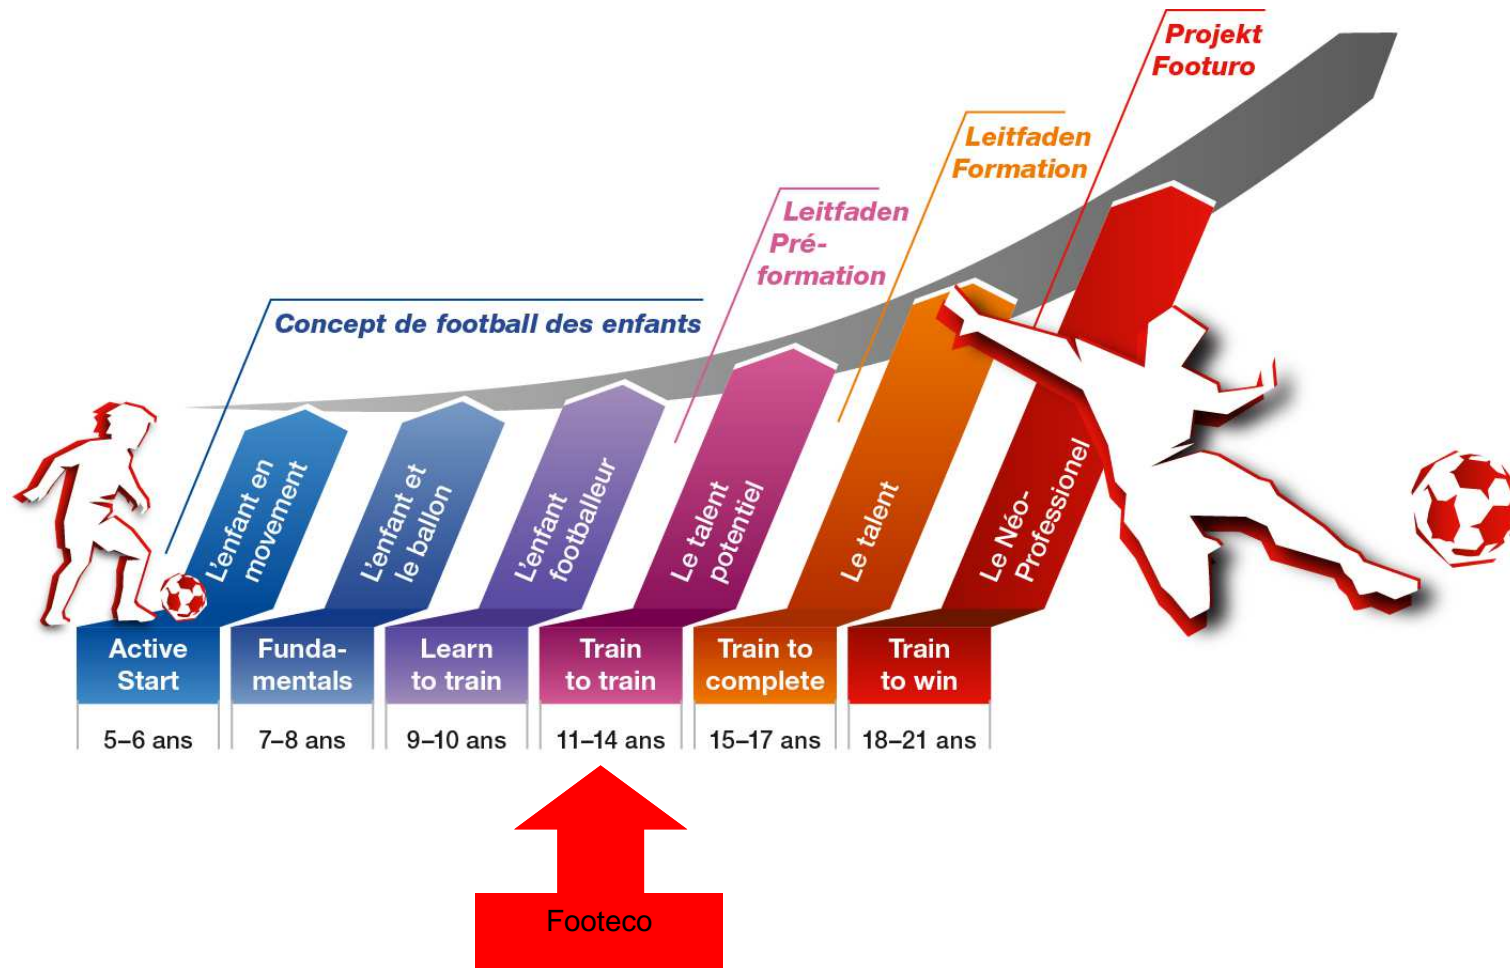 Projekt
Footuro
Leitfaden
Formation
Leitfaden
Pré-
formation
Concept de football des enfants
L'enfant en
movement
L'enfant et
le ballon
L'enfant
footballeur
Le talent
potentiel
Le talent
Le Néo-
Professionel
Active
Start
Funda-
mentals
Learn
to train
Train
to train
Train to
complete
Train
to win
5–6 ans
7–8 ans
9–10 ans
11–14 ans
15–17 ans
18–21 ans
Footeco